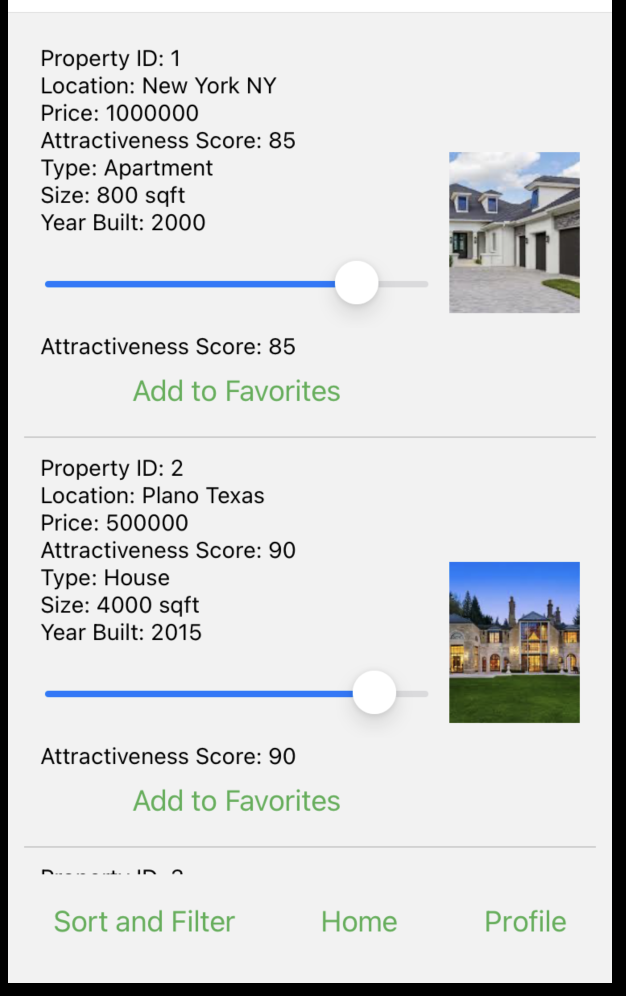 Property ID: 1
Location: New York NY
Price: 1000000
Attractiveness Score: 85
Type: Apartment
Size: 800 sqft
Year Built: 2000
Attractiveness Score: 85
Add to Favorites
Property ID: 2
Location: Plano Texas
Price: 500000
Attractiveness Score: 90
Type: House
Size: 4000 sqft
Year Built: 2015
Attractiveness Score: 90
Add to Favorites
Property ID:
Sort and Filter Home Profile